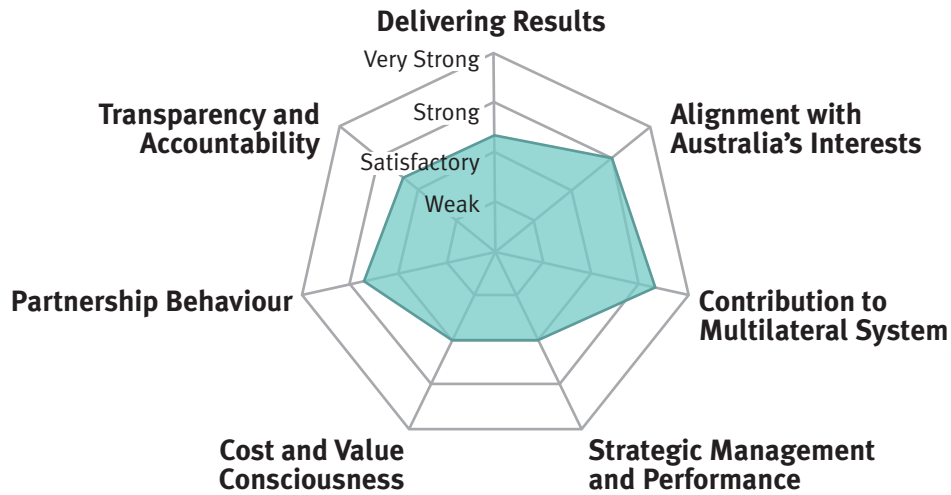 Delivering Results
Very Strong
Strong
Satisfactory
Weak
Transparency and
Accountability
Alignment with
Australia’s Interests
Partnership Behaviour
Contribution to
Multilateral System
Cost and Value
Consciousness
Strategic Management
and Performance